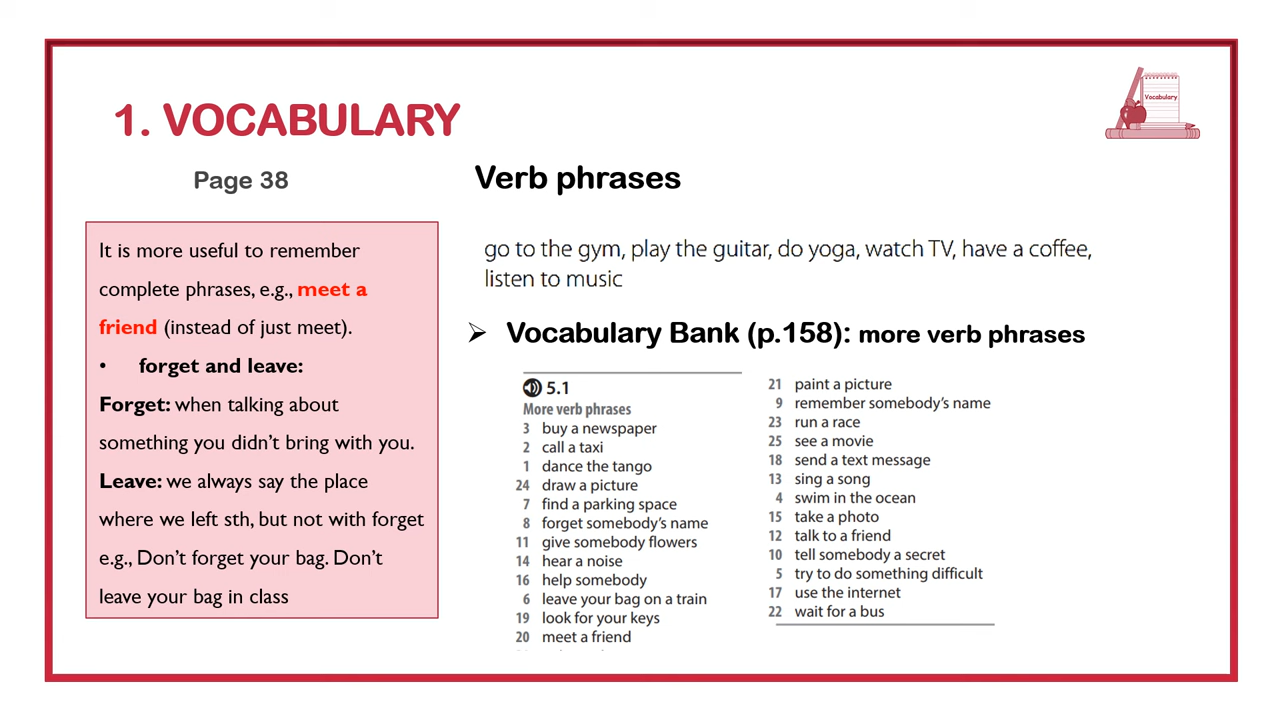 1. VOCABULARY
Vocabulary
Page 38
Verb phrases
It is more useful to remember
complete phrases, e.g., meet a
friend (instead of just meet).
• forget and leave:
Forget: when talking about
something you didn't bring with you.
Leave: we always say the place
where we left sth, but not with forget
e.g., Don't forget your bag. Don't
leave your bag in class
go to the gym, play the guitar, do yoga, watch TV, have a coffee,
listen to music
➢ Vocabulary Bank (p.158): more verb phrases
5.1
More verb phrases
3 buy a newspaper
2 call a taxi
1 dance the tango
24 draw a picture
7 find a parking space
8 forget somebody's name
11 give somebody flowers
14 hear a noise
16 help somebody
6 leave your bag on a train
19 look for your keys
20 meet a friend
21 paint a picture
9 remember somebody's name
23 run a race
25 see a movie
18 send a text message
13 sing a song
4 swim in the ocean
15 take a photo
12 talk to a friend
10 tell somebody a secret
5 try to do something difficult
17 use the internet
22 wait for a bus